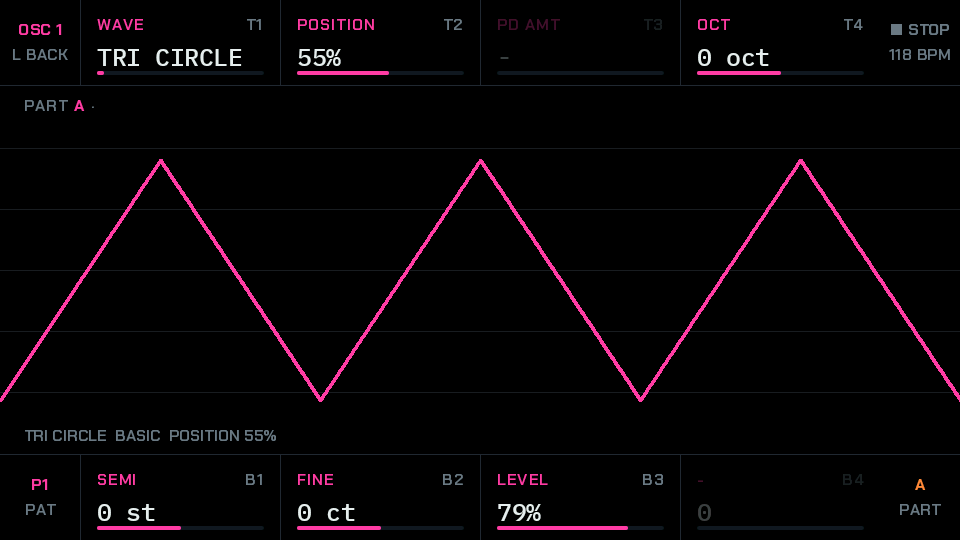 OSC 1
L BACK
WAVE T1
TRI CIRCLE
POSITION T2
55%
PD AMT T3
-
OCT T4
0 oct
STOP
118 BPM
PART A ·
TRI CIRCLE BASIC POSITION 55%
P1
PAT
SEMI B1
0 st
FINE B2
0 ct
LEVEL B3
79%
- B4
0
A
PART